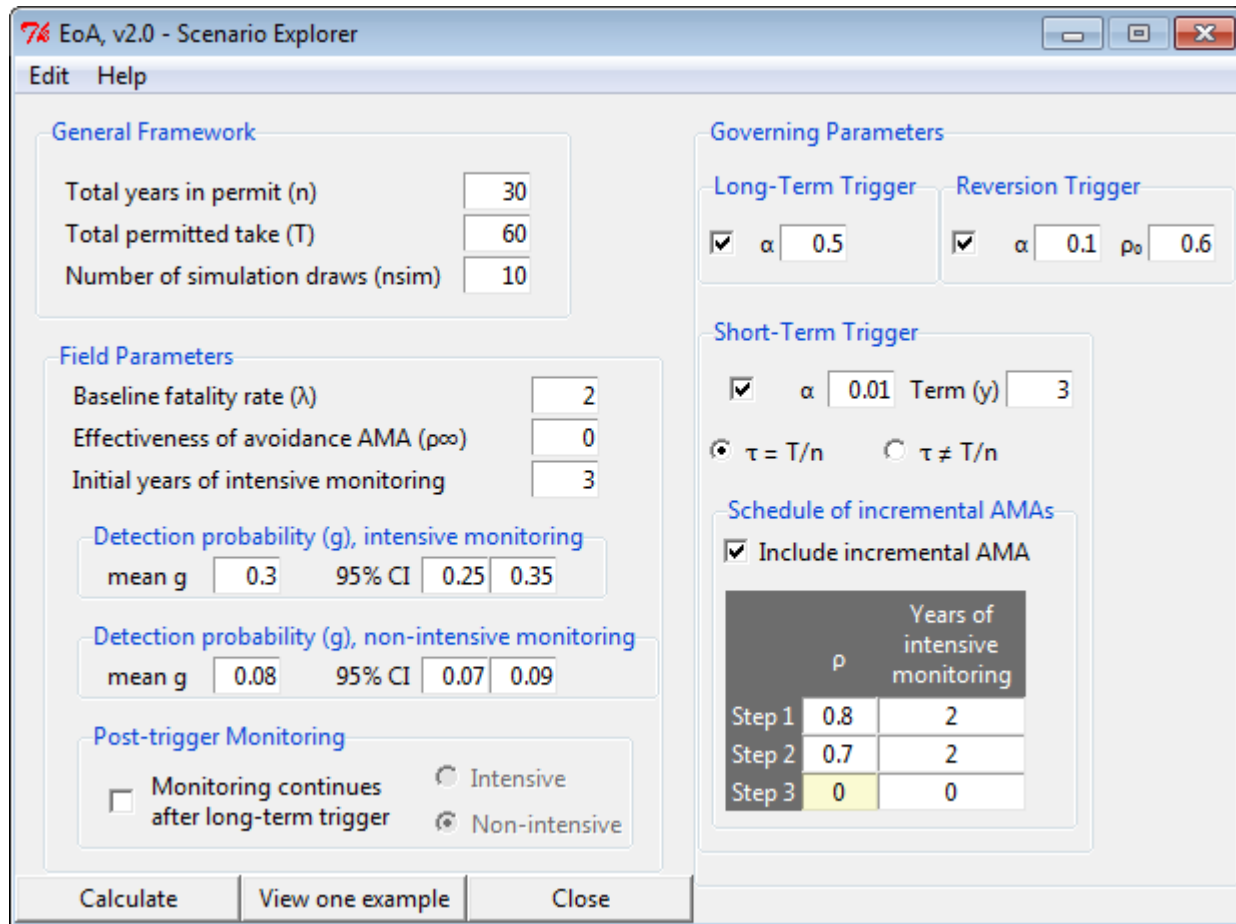 EoA, v2.0 - Scenario Explorer
Edit Help
General Framework
Total years in permit (n) 30
Total permitted take (T) 60
Number of simulation draws (nsim) 10
Field Parameters
Baseline fatality rate (λ) 2
Effectiveness of avoidance AMA (ρ∞) 0
Initial years of intensive monitoring 3
Detection probability (g), intensive monitoring
mean g 0.3 95% CI 0.25 0.35
Detection probability (g), non-intensive monitoring
mean g 0.08 95% CI 0.07 0.09
Post-trigger Monitoring
Monitoring continues
after long-term trigger
Intensive
Non-intensive
Governing Parameters
Long-Term Trigger
α 0.5
Reversion Trigger
α 0.1 ρ₀ 0.6
Short-Term Trigger
α 0.01 Term (y) 3
τ = T/n τ ≠ T/n
Schedule of incremental AMAs
Include incremental AMA
ρ
Years of
intensive
monitoring
Step 1 0.8 2
Step 2 0.7 2
Step 3 0 0
Calculate View one example Close